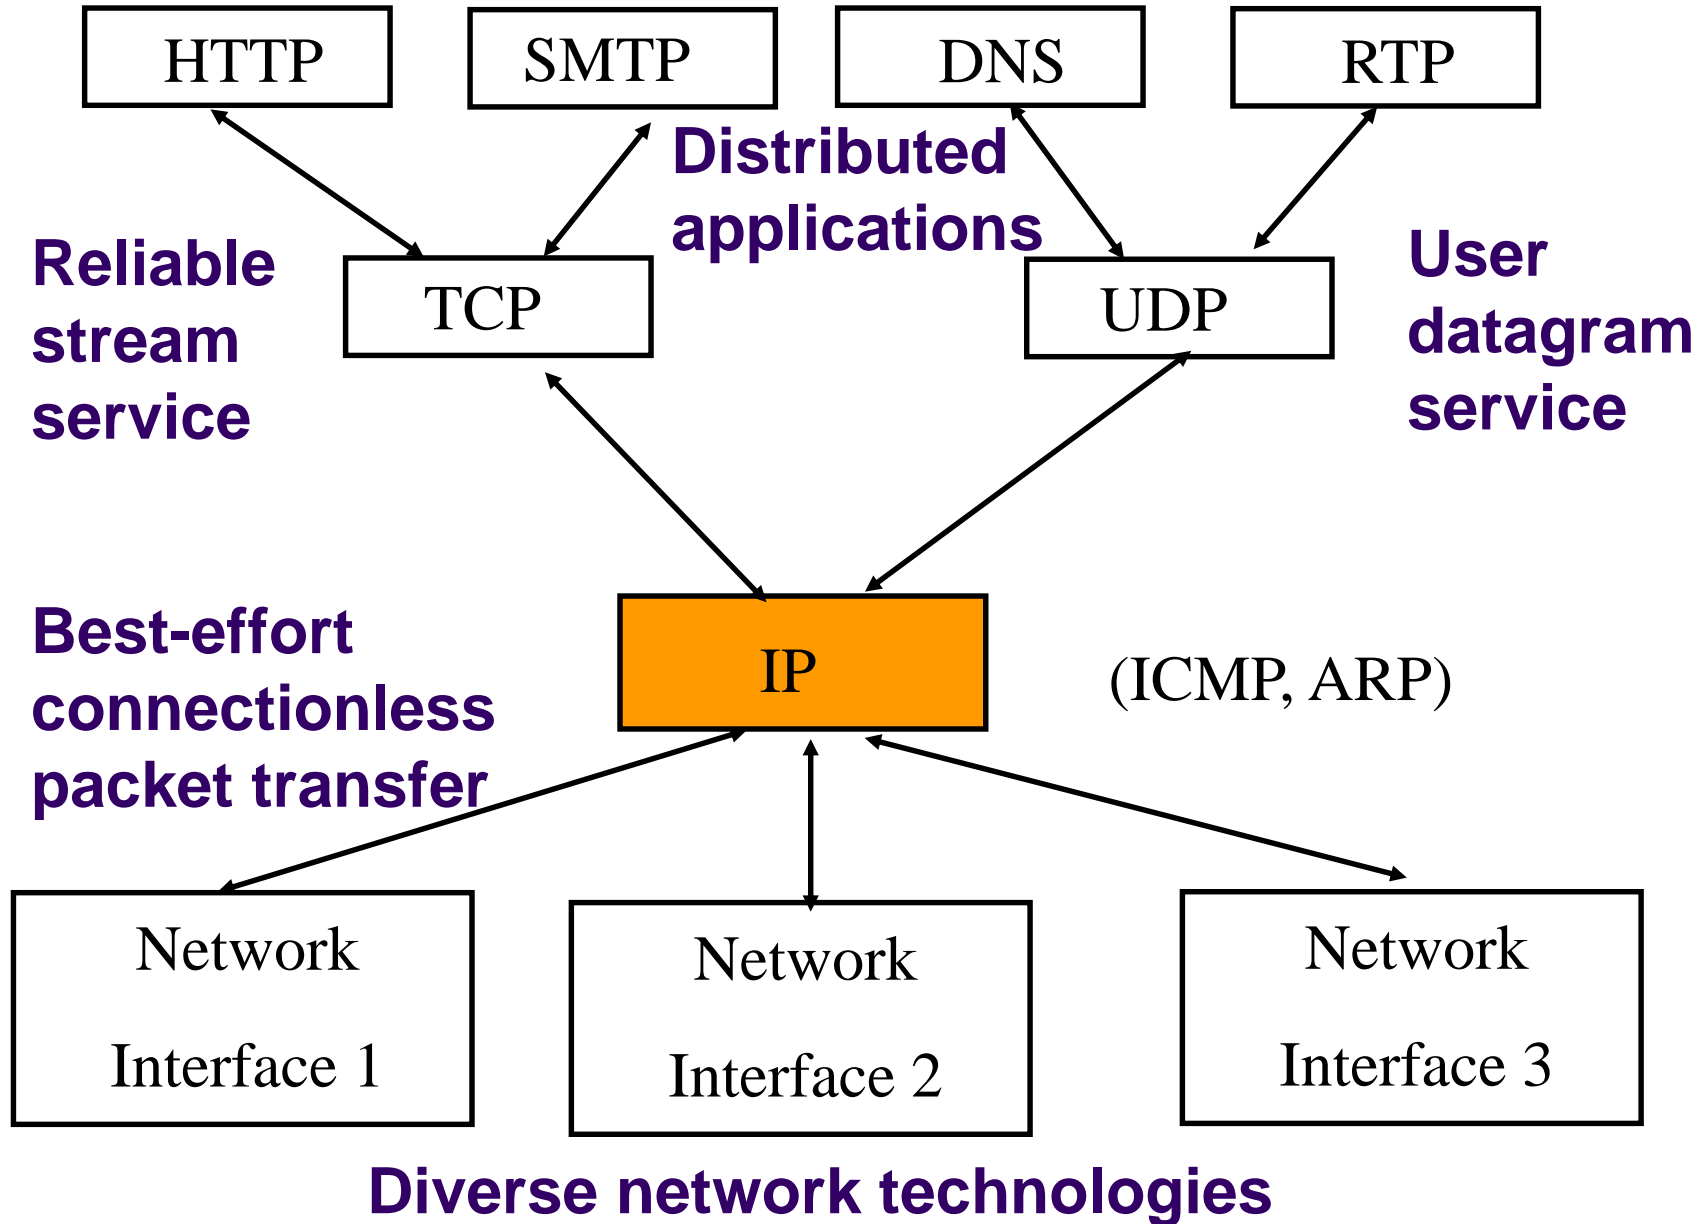 HTTP
SMTP
DNS
RTP
Distributed
applications
Reliable
stream
service
TCP
UDP
User
datagram
service
Best-effort
connectionless
packet transfer
IP
(ICMP, ARP)
Network
Interface 1
Network
Interface 2
Network
Interface 3
Diverse network technologies